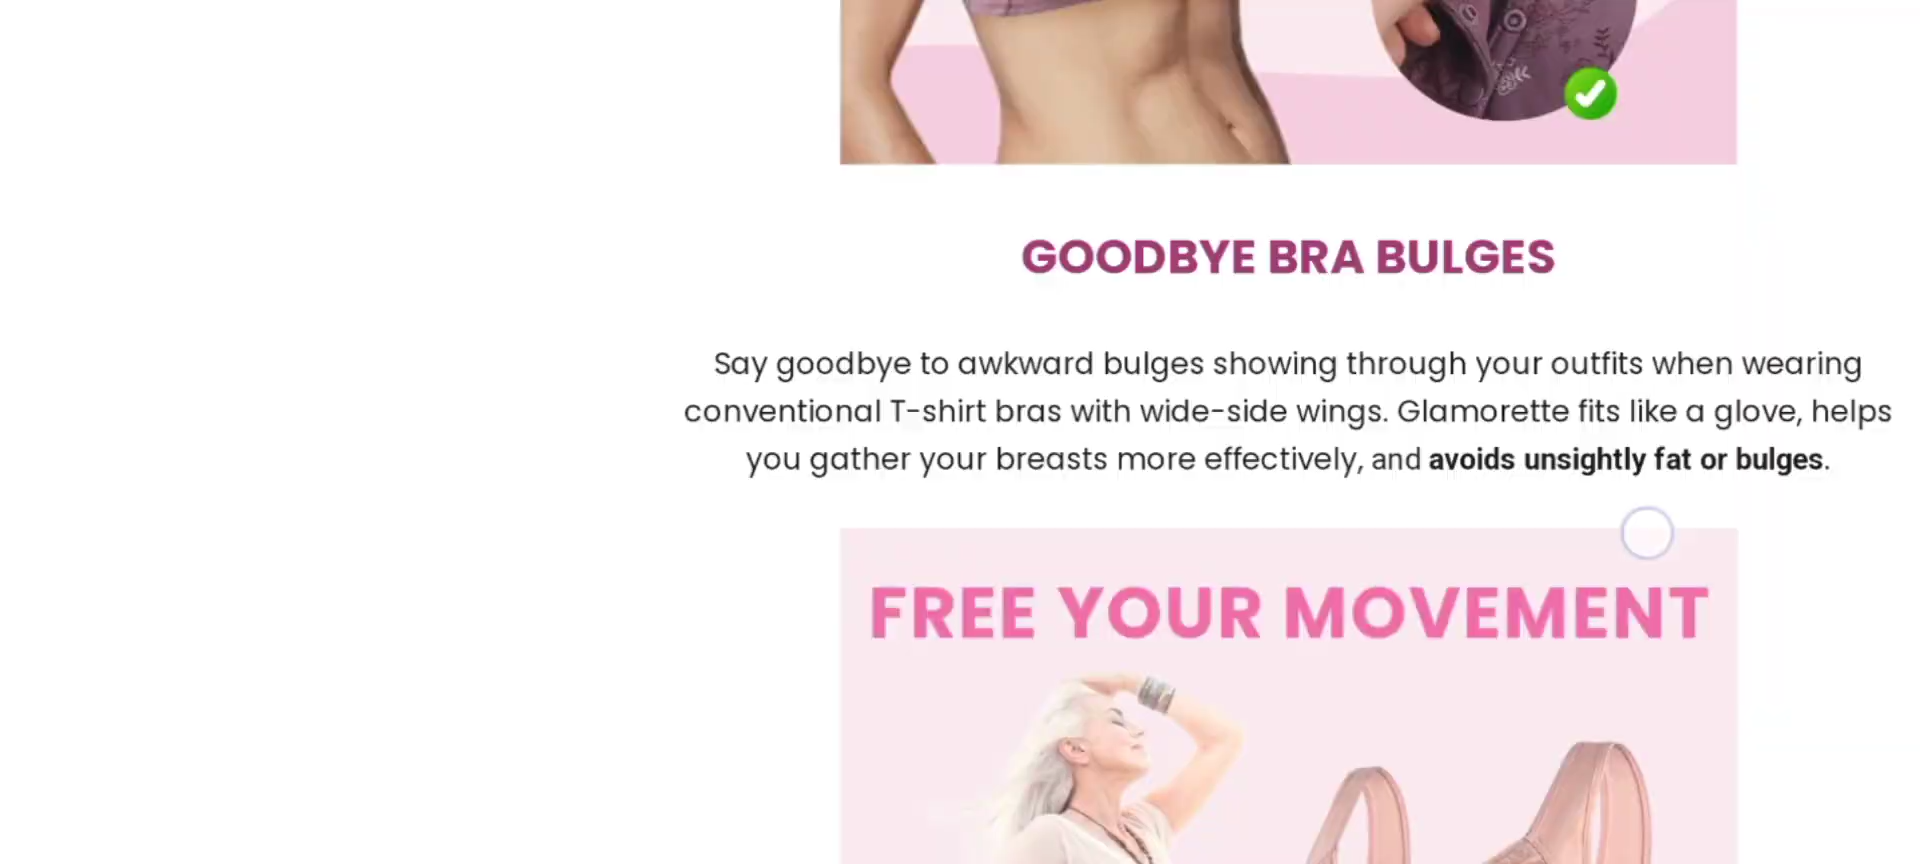 GOODBYE BRA BULGES
Say goodbye to awkward bulges showing through your outfits when wearing
conventional T-shirt bras with wide-side wings. Glamorette fits like a glove, helps
you gather your breasts more effectively, and avoids unsightly fat or bulges.
FREE YOUR MOVEMENT